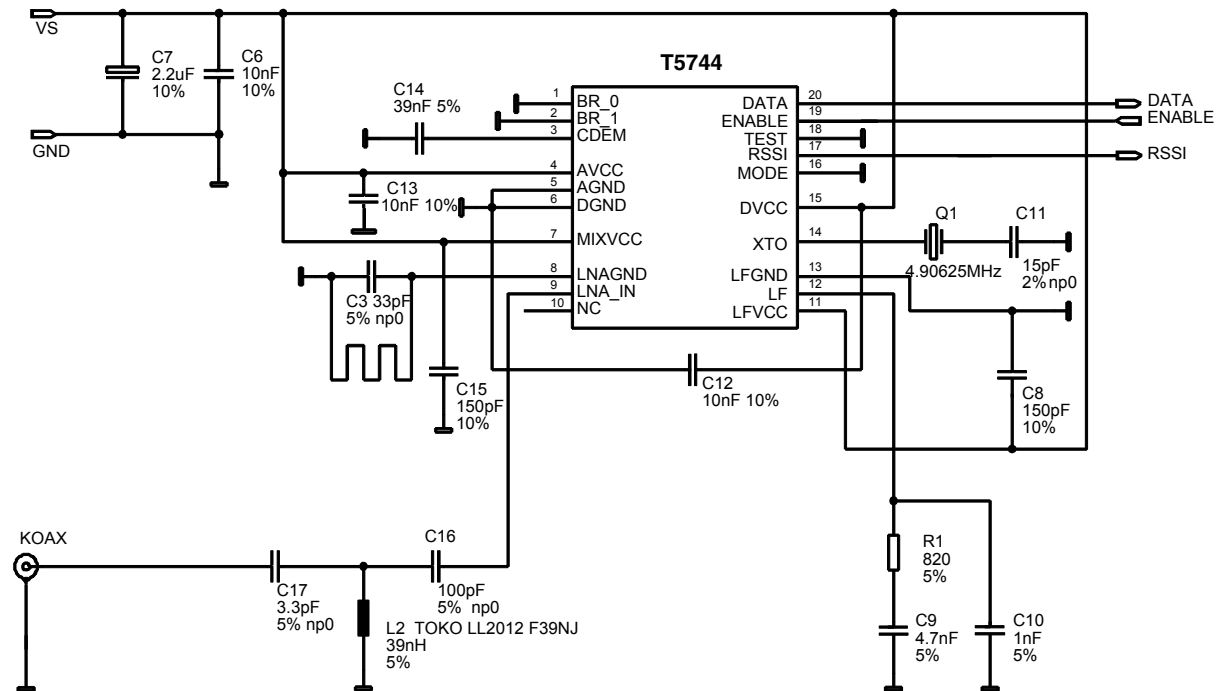 VS
C7
2.2uF
10%
C6
10nF
10%
GND
T5744
C14
39nF 5%
1
BR_0
2
BR_1
3
CDEM
4
AVCC
5
AGND
6
DGND
7
MIXVCC
8
LNAGND
9
LNA_IN
10
NC
DATA
20
ENABLE
19
TEST
18
RSSI
17
MODE
16
DVCC
15
XTO
14
LFGND
13
LF
12
LFVCC
11
DATA
ENABLE
RSSI
C13
10nF 10%
Q1
4.90625MHz
C11
15pF
2% np0
C3 33pF
5% np0
C15
150pF
10%
C12
10nF 10%
C8
150pF
10%
KOAX
C17
3.3pF
5% np0
C16
100pF
5% np0
L2 TOKO LL2012 F39NJ
39nH
5%
R1
820
5%
C9
4.7nF
5%
C10
1nF
5%